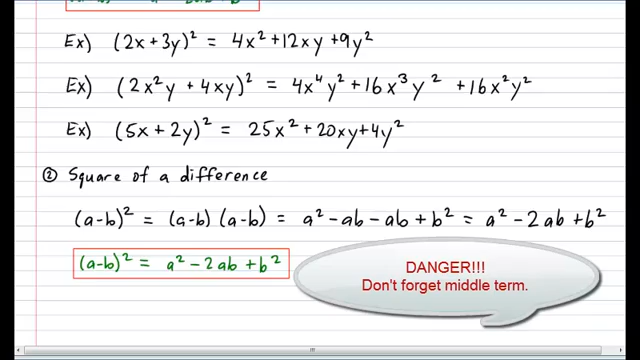 Ex) (2x+3y)² = 4x²+12xy+9y²
Ex) (2x²y + 4xy)² = 4x⁴y²+16x³y² +16x²y²
Ex) (5x+2y)² = 25x²+20xy+4y²
② Square of a difference
(a-b)² = (a-b)(a-b) = a²-ab-ab+b² = a²-2ab+b²
(a-b)² = a²-2ab+b²
DANGER!!!
Don't forget middle term.